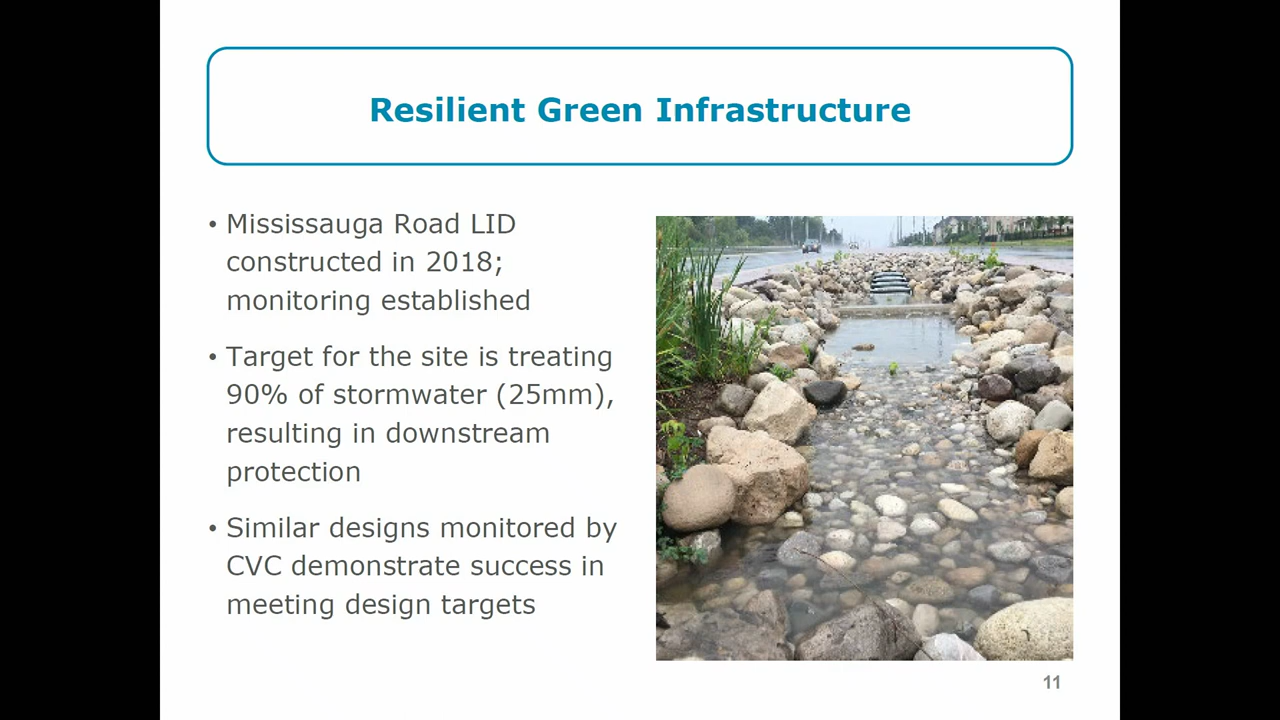 Resilient Green Infrastructure
• Mississauga Road LID
constructed in 2018;
monitoring established
• Target for the site is treating
90% of stormwater (25mm),
resulting in downstream
protection
• Similar designs monitored by
CVC demonstrate success in
meeting design targets
11